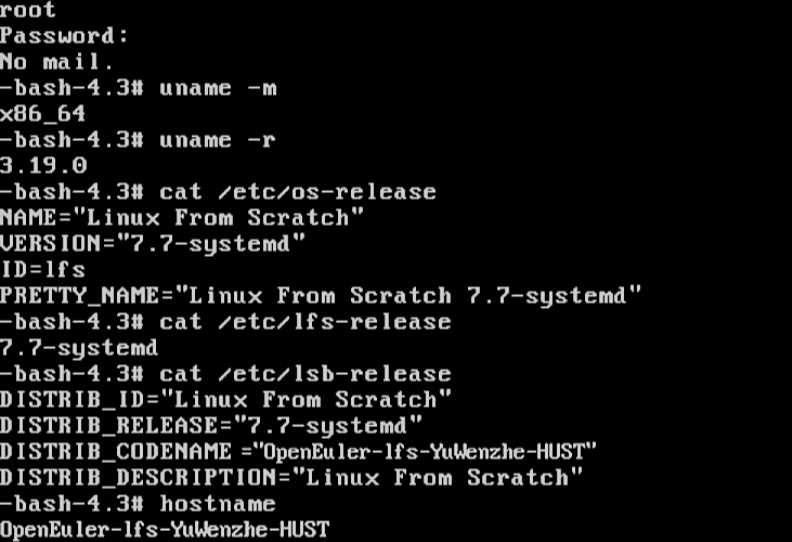 root
Password:
No mail.
-bash-4.3# uname -m
x86_64
-bash-4.3# uname -r
3.19.0
-bash-4.3# cat /etc/os-release
NAME="Linux From Scratch"
VERSION="7.7-systemd"
ID=lfs
PRETTY_NAME="Linux From Scratch 7.7-systemd"
-bash-4.3# cat /etc/lfs-release
7.7-systemd
-bash-4.3# cat /etc/lsb-release
DISTRIB_ID="Linux From Scratch"
DISTRIB_RELEASE="7.7-systemd"
DISTRIB_CODENAME ="OpenEuler-lfs-YuWenzhe-HUST"
DISTRIB_DESCRIPTION="Linux From Scratch"
-bash-4.3# hostname
OpenEuler-lfs-YuWenzhe-HUST